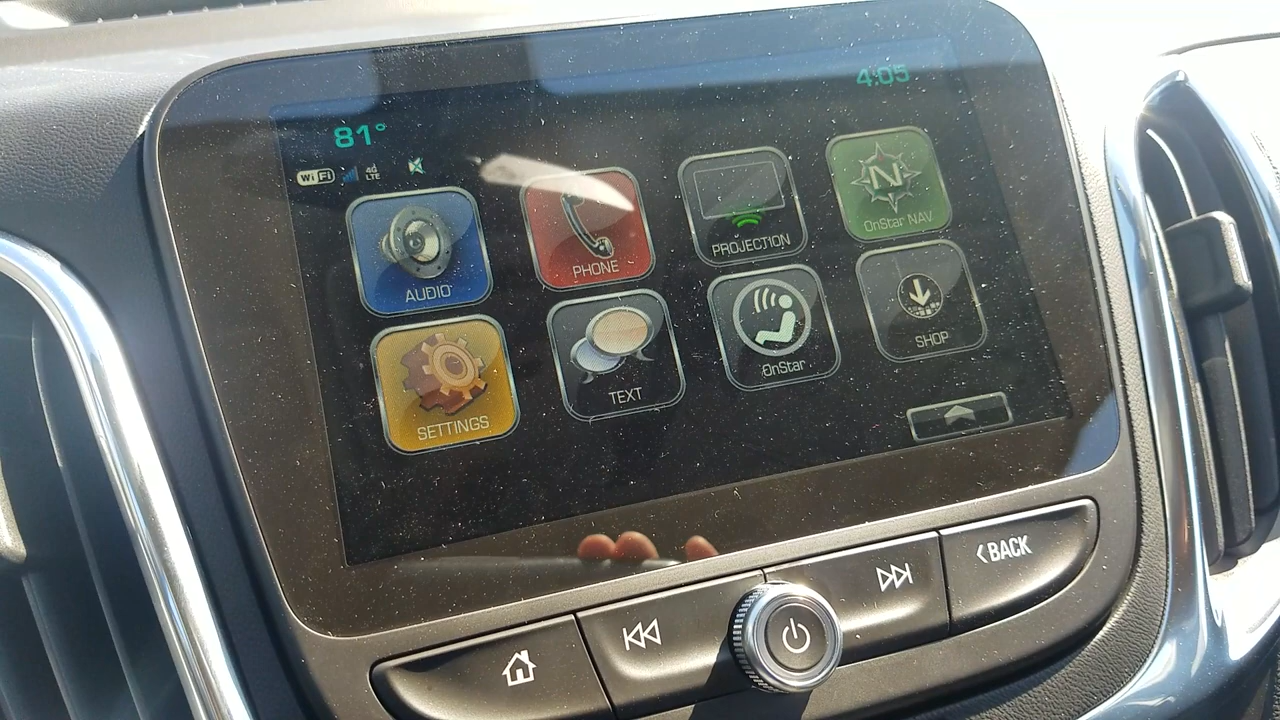 4:05
81°
WiFi 4G LTE
AUDIO PHONE PROJECTION OnStar NAV
N
SETTINGS TEXT OnStar SHOP
<BACK